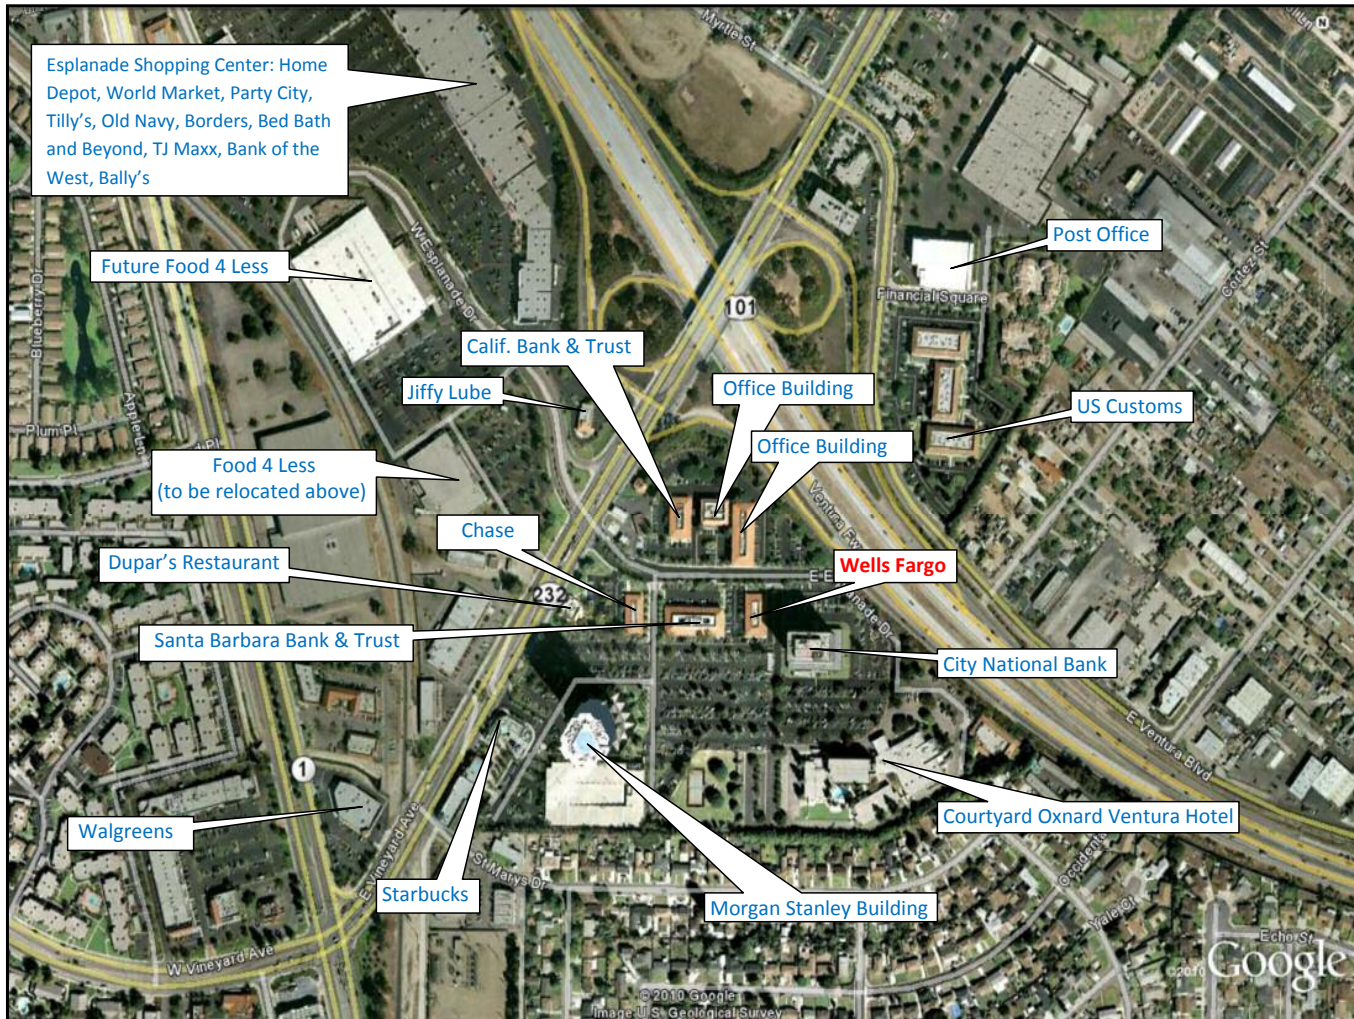 Myrtle St
N
Esplanade Shopping Center: Home
Depot, World Market, Party City,
Tilly's, Old Navy, Borders, Bed Bath
and Beyond, TJ Maxx, Bank of the
West, Bally's
Post Office
Future Food 4 Less
W Esplanade Dr
Cortez St
Blueberry Dr
Financial Square
101
Calif. Bank & Trust
Jiffy Lube
Office Building
US Customs
Apple Ln
Plum Pl
Office Building
Food 4 Less
(to be relocated above)
Ventura Fw
Chase
Dupar's Restaurant
Wells Fargo
232
Santa Barbara Bank & Trust
City National Bank
E Ventura Blvd
1
Walgreens
Courtyard Oxnard Ventura Hotel
E Vineyard Ave
St Marys Dr
Starbucks
Morgan Stanley Building
Yale Ct
W Vineyard Ave
Echo St
©2010 Google
© 2010 Google
Image U.S. Geological Survey